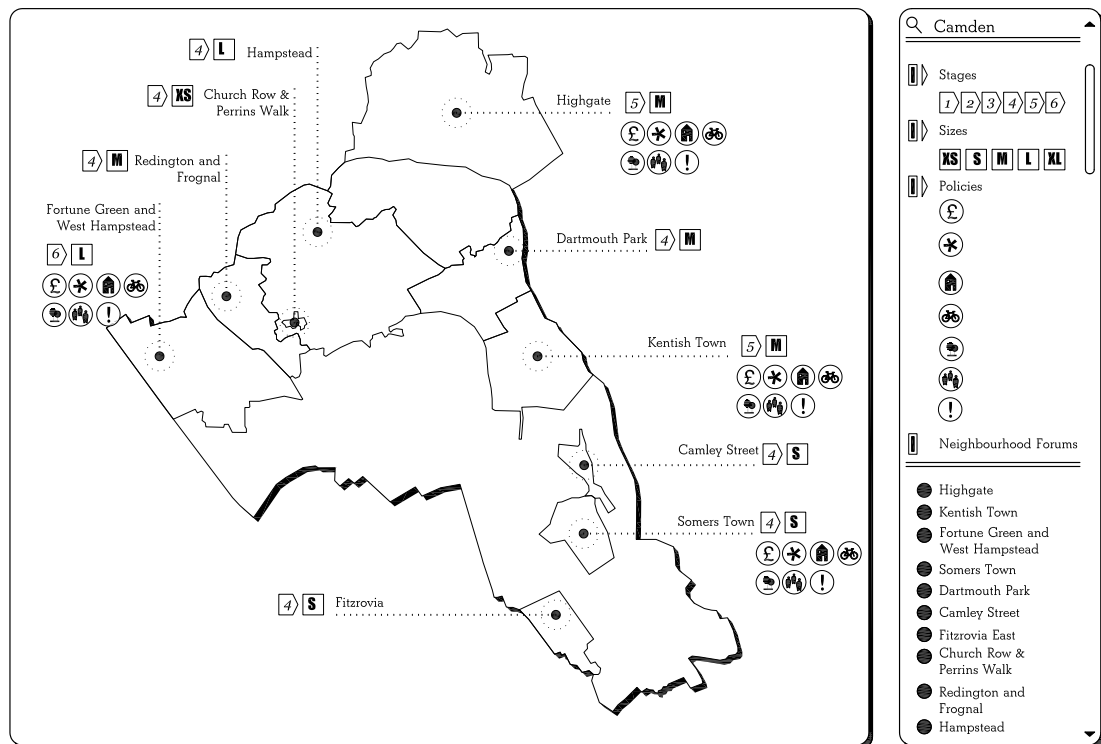 4 L Hampstead
4 XS Church Row &
Perrins Walk
4 M Redington and
Frognal
Fortune Green and
West Hampstead
6 L
£
!
Highgate 5 M
£
!
Dartmouth Park 4 M
Kentish Town 5 M
£
!
Camley Street 4 S
Somers Town 4 S
£
!
4 S Fitzrovia
Camden
Stages
1 2 3 4 5 6
Sizes
XS S M L XL
Policies
£
!
Neighbourhood Forums
Highgate
Kentish Town
Fortune Green and
West Hampstead
Somers Town
Dartmouth Park
Camley Street
Fitzrovia East
Church Row &
Perrins Walk
Redington and
Frognal
Hampstead